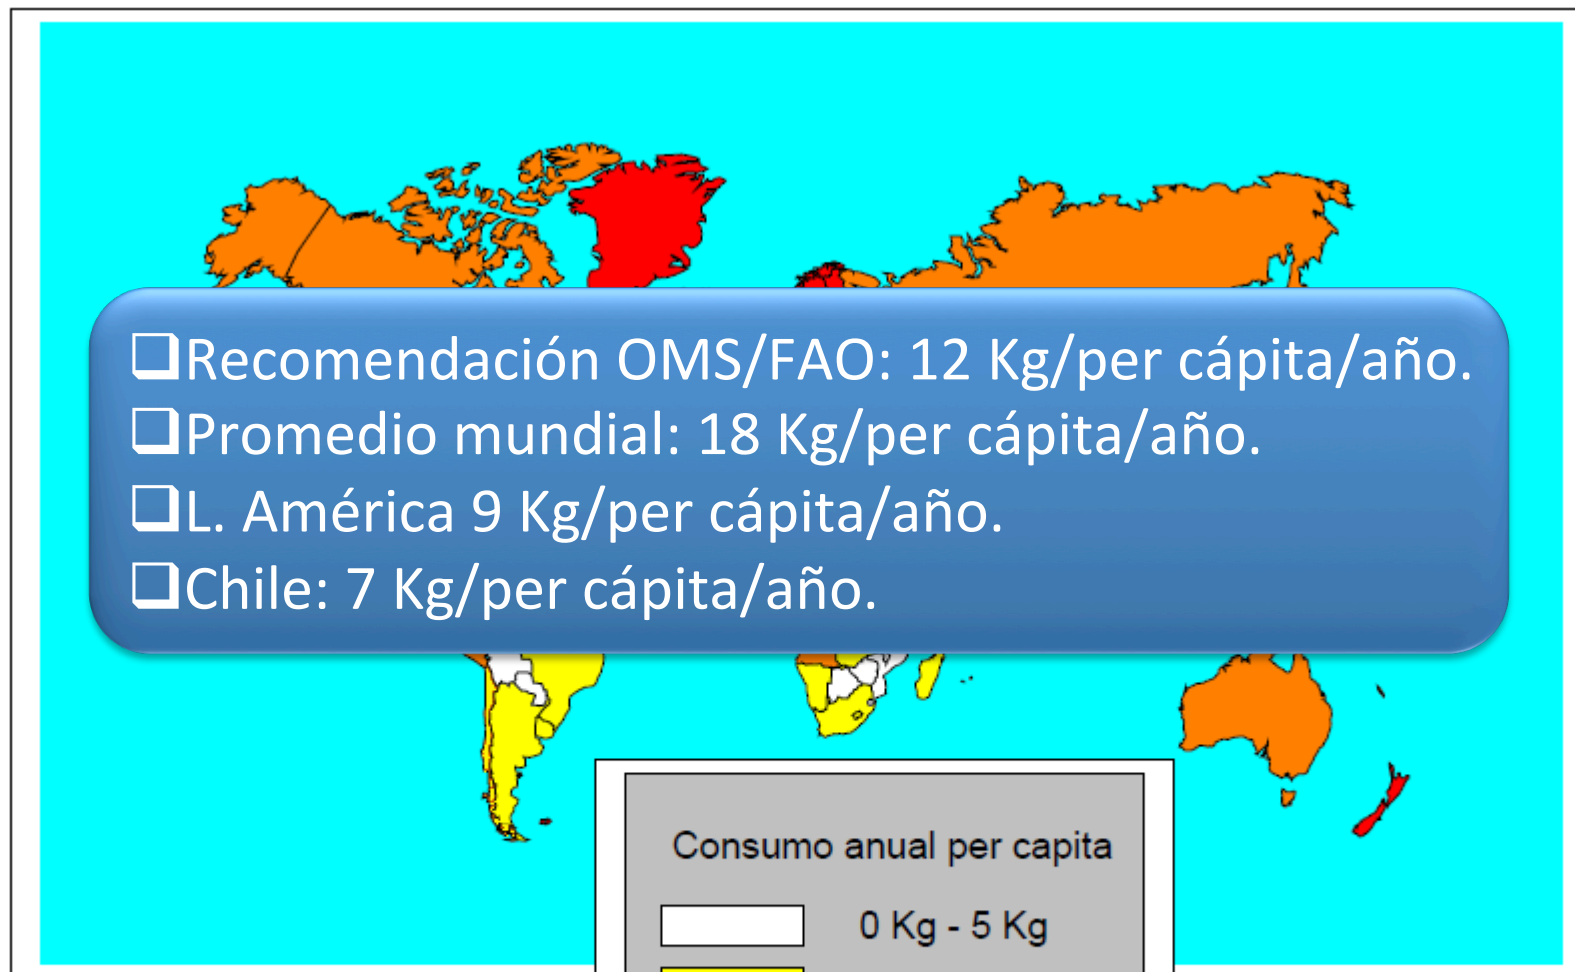 ❑Recomendación OMS/FAO: 12 Kg/per cápita/año.
❑Promedio mundial: 18 Kg/per cápita/año.
❑L. América 9 Kg/per cápita/año.
❑Chile: 7 Kg/per cápita/año.
Consumo anual per capita
0 Kg - 5 Kg